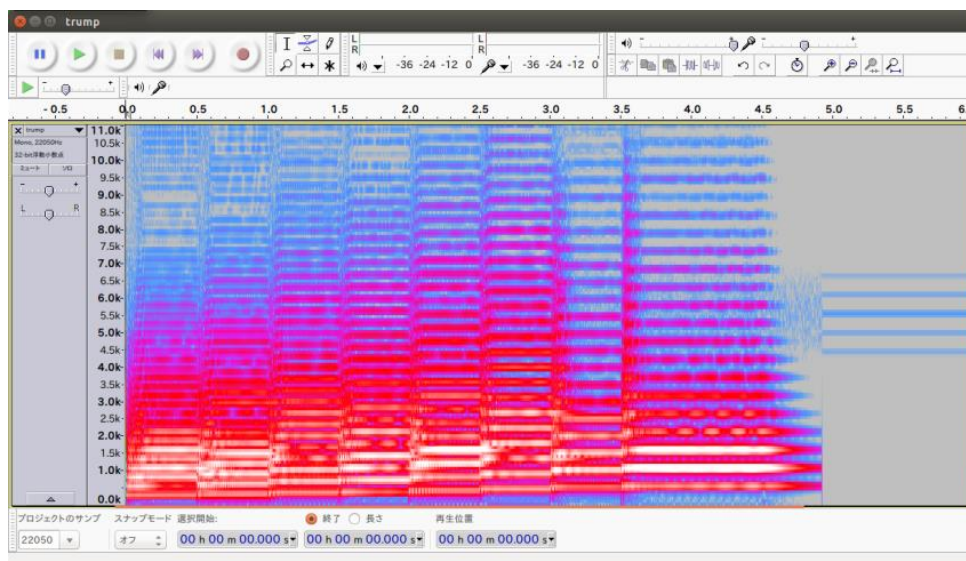 trump
L
R
-36 -24 -12 0
L
R
-36 -24 -12 0
- 0.5 0.0 0.5 1.0 1.5 2.0 2.5 3.0 3.5 4.0 4.5 5.0 5.5 6
trump
Mono, 22050Hz
32-bit浮動小数点
ミュート ソロ
- +
L R
11.0k
10.5k
10.0k
9.5k
9.0k
8.5k
8.0k
7.5k
7.0k
6.5k
6.0k
5.5k
5.0k
4.5k
4.0k
3.5k
3.0k
2.5k
2.0k
1.5k
1.0k
0.0k
プロジェクトのサンプ スナップモード 選択開始: 終了 長さ 再生位置
22050 オフ 00 h 00 m 00.000 s 00 h 00 m 00.000 s 00 h 00 m 00.000 s